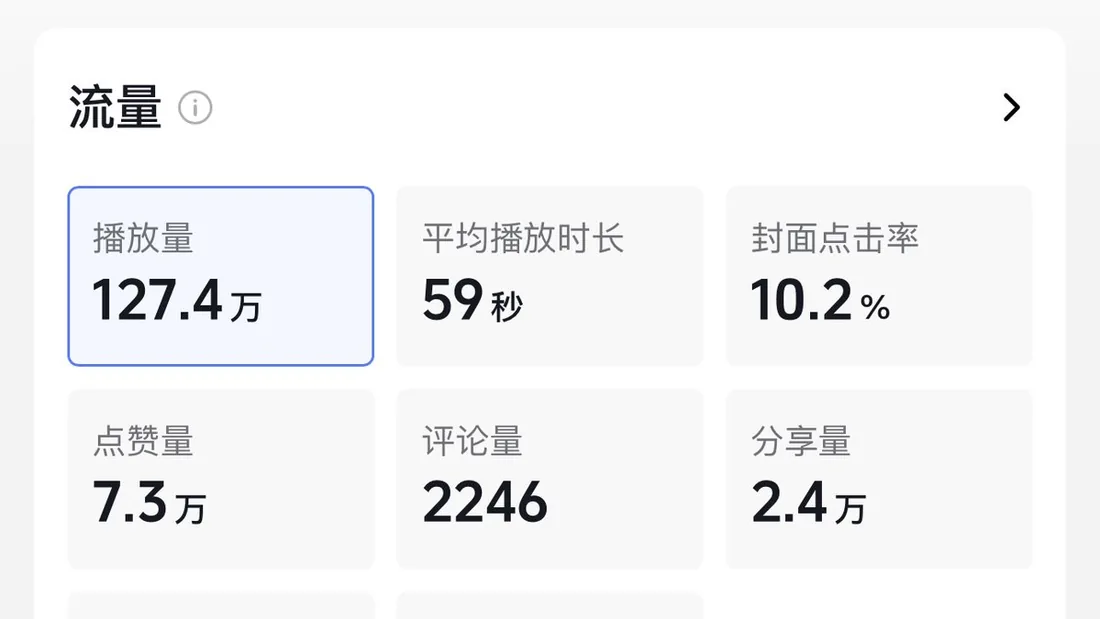 流量
播放量
127.4万
平均播放时长
59秒
封面点击率
10.2%
点赞量
7.3万
评论量
2246
分享量
2.4万